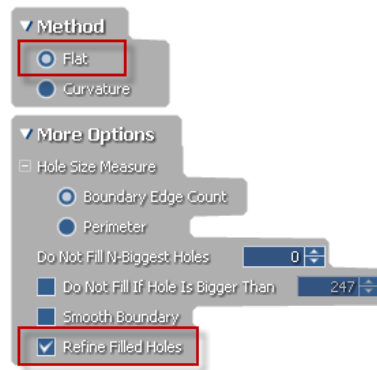 Method
Flat
Curvature
More Options
Hole Size Measure
Boundary Edge Count
Perimeter
Do Not Fill N-Biggest Holes 0
Do Not Fill If Hole Is Bigger Than 247
Smooth Boundary
Refine Filled Holes